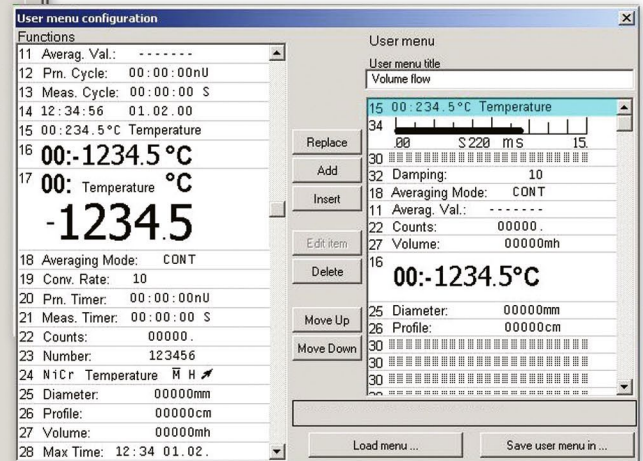 User menu configuration
Functions
11 Averag. Val.: -------
12 Prn. Cycle: 00:00:00nU
13 Meas. Cycle: 00:00:00 S
14 12:34:56 01.02.00
15 00:234.5°C Temperature
16 00:-1234.5 °C
17 00: Temperature °C
-1234.5
18 Averaging Mode: CONT
19 Conv. Rate: 10
20 Prn. Timer: 00:00:00nU
21 Meas. Timer: 00:00:00 S
22 Counts: 00000.
23 Number: 123456
24 NiCr Temperature M̅ H
25 Diameter: 00000mm
26 Profile: 00000cm
27 Volume: 00000mh
28 Max Time: 12:34 01.02.
Replace
Add
Insert
Edit item
Delete
Move Up
Move Down
User menu
User menu title
Volume flow
15 00:234.5°C Temperature
34
.00 S 220 ms 15.
30
32 Damping: 10
18 Averaging Mode: CONT
11 Averag. Val.: -------
22 Counts: 00000.
27 Volume: 00000mh
16 00:-1234.5°C
25 Diameter: 00000mm
26 Profile: 00000cm
30
30
30
Load menu ...
Save user menu in ...